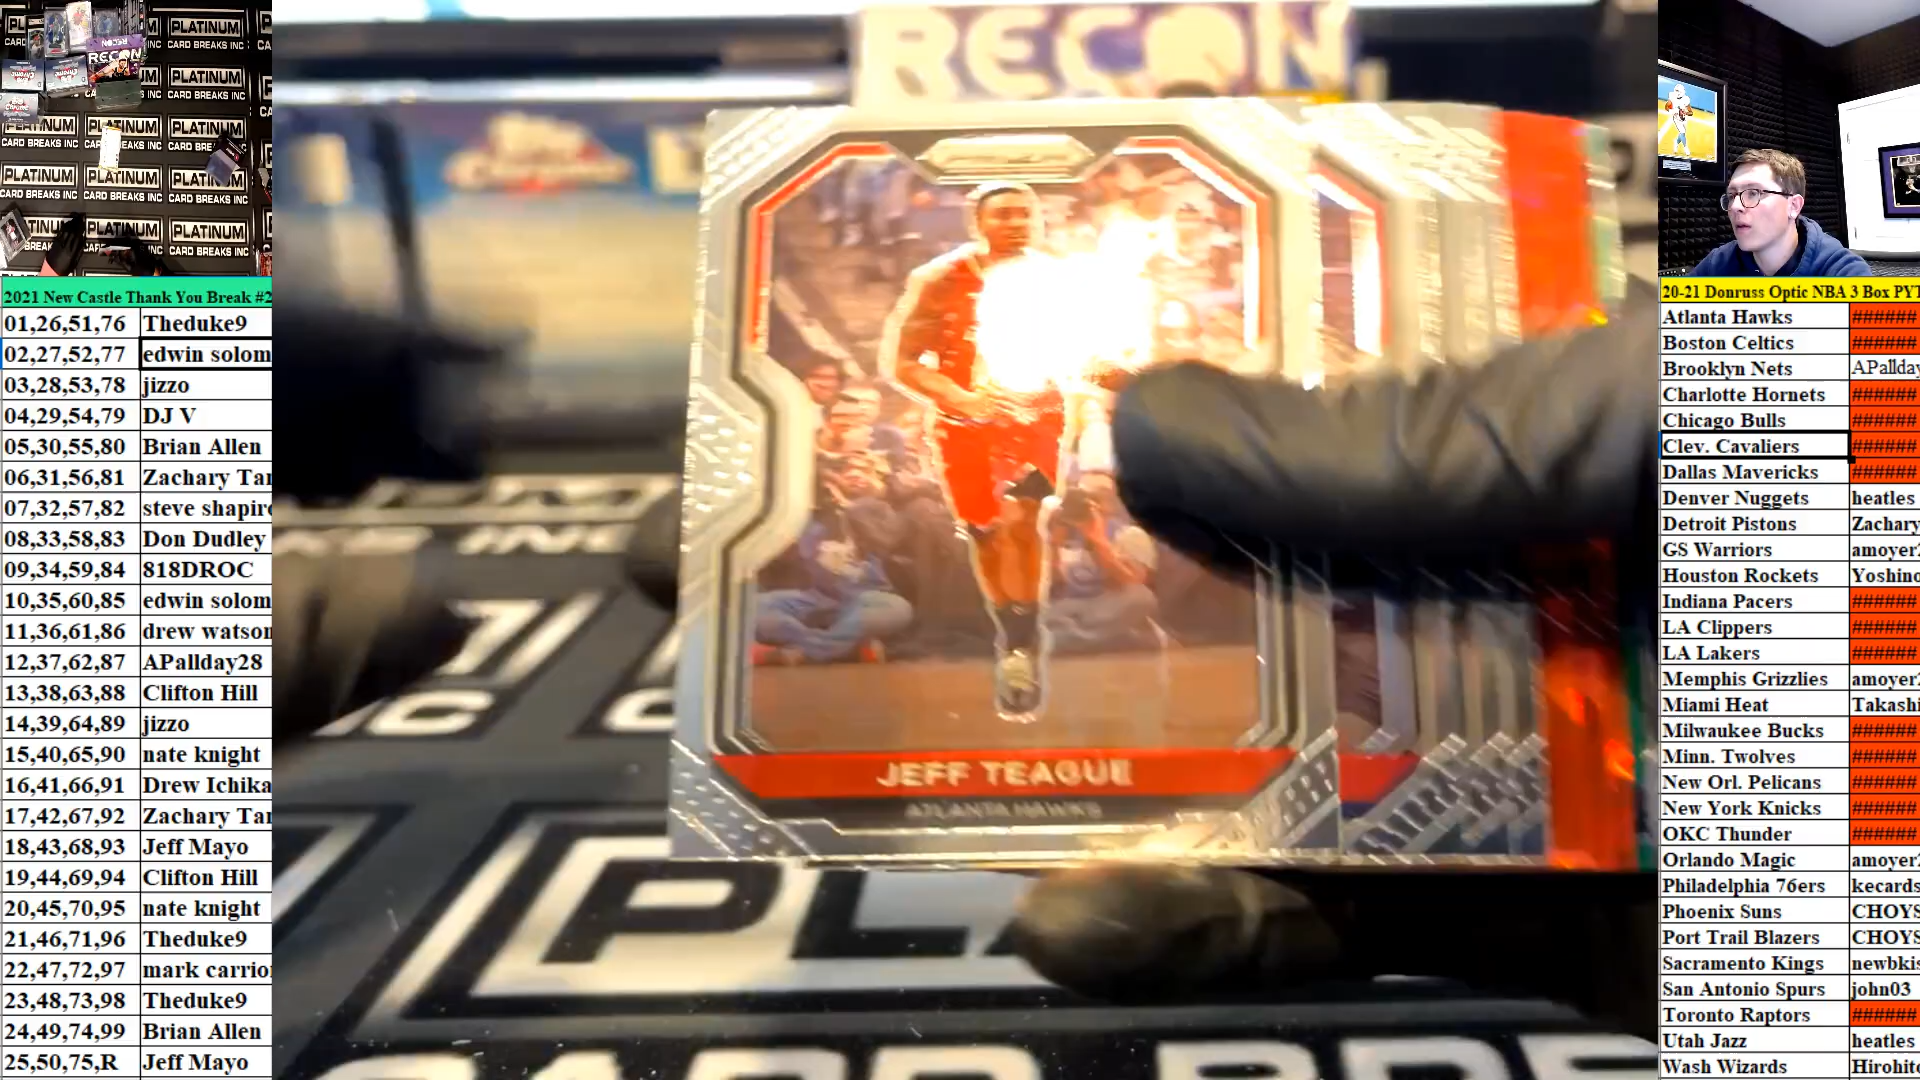 PLATINUM
CARD BREAKS INC
RECON
RECON
JEFF TEAGUE
ATLANTA HAWKS
2021 New Castle Thank You Break #2
01,26,51,76 Theduke9
02,27,52,77 edwin solom
03,28,53,78 jizzo
04,29,54,79 DJ V
05,30,55,80 Brian Allen
06,31,56,81 Zachary Tan
07,32,57,82 steve shapiro
08,33,58,83 Don Dudley
09,34,59,84 818DROC
10,35,60,85 edwin solom
11,36,61,86 drew watson
12,37,62,87 APallday28
13,38,63,88 Clifton Hill
14,39,64,89 jizzo
15,40,65,90 nate knight
16,41,66,91 Drew Ichika
17,42,67,92 Zachary Tan
18,43,68,93 Jeff Mayo
19,44,69,94 Clifton Hill
20,45,70,95 nate knight
21,46,71,96 Theduke9
22,47,72,97 mark carrio
23,48,73,98 Theduke9
24,49,74,99 Brian Allen
25,50,75,R Jeff Mayo
20-21 Donruss Optic NBA 3 Box PYT
Atlanta Hawks ######
Boston Celtics ######
Brooklyn Nets APallday
Charlotte Hornets ######
Chicago Bulls ######
Clev. Cavaliers ######
Dallas Mavericks ######
Denver Nuggets heatles
Detroit Pistons Zachary
GS Warriors amoyer2
Houston Rockets Yoshino
Indiana Pacers ######
LA Clippers ######
LA Lakers ######
Memphis Grizzlies amoyer2
Miami Heat Takashi
Milwaukee Bucks ######
Minn. Twolves ######
New Orl. Pelicans ######
New York Knicks ######
OKC Thunder ######
Orlando Magic amoyer2
Philadelphia 76ers kecards
Phoenix Suns CHOYS
Port Trail Blazers CHOYS
Sacramento Kings newbkis
San Antonio Spurs john03
Toronto Raptors ######
Utah Jazz heatles
Wash Wizards Hirohito